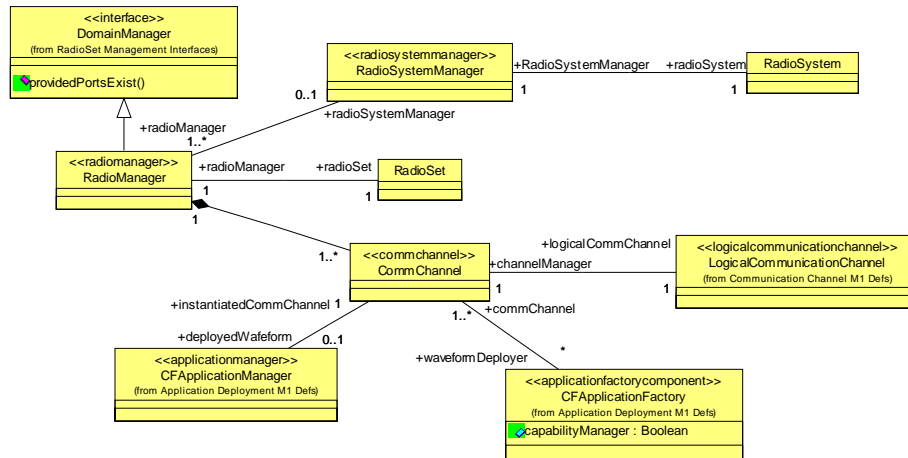 <<interface>>
DomainManager
(from RadioSet Management Interfaces)
providedPortsExist()
<<radiosystemmanager>>
RadioSystemManager
+RadioSystemManager
1
+radioSystem
1
RadioSystem
0..1
+radioSystemManager
+radioManager
1..*
<<radiomanager>>
RadioManager
+radioManager
1
+radioSet
1
RadioSet
1
1..*
<<commchannel>>
CommChannel
+logicalCommChannel
+channelManager
1
1
<<logicalcommunicationchannel>>
LogicalCommunicationChannel
(from Communication Channel M1 Defs)
+instantiatedCommChannel
1
+deployedWafeform
0..1
1..*
+commChannel
+waveformDeployer
*
<<applicationmanager>>
CFApplicationManager
(from Application Deployment M1 Defs)
<<applicationfactorycomponent>>
CFApplicationFactory
(from Application Deployment M1 Defs)
capabilityManager : Boolean